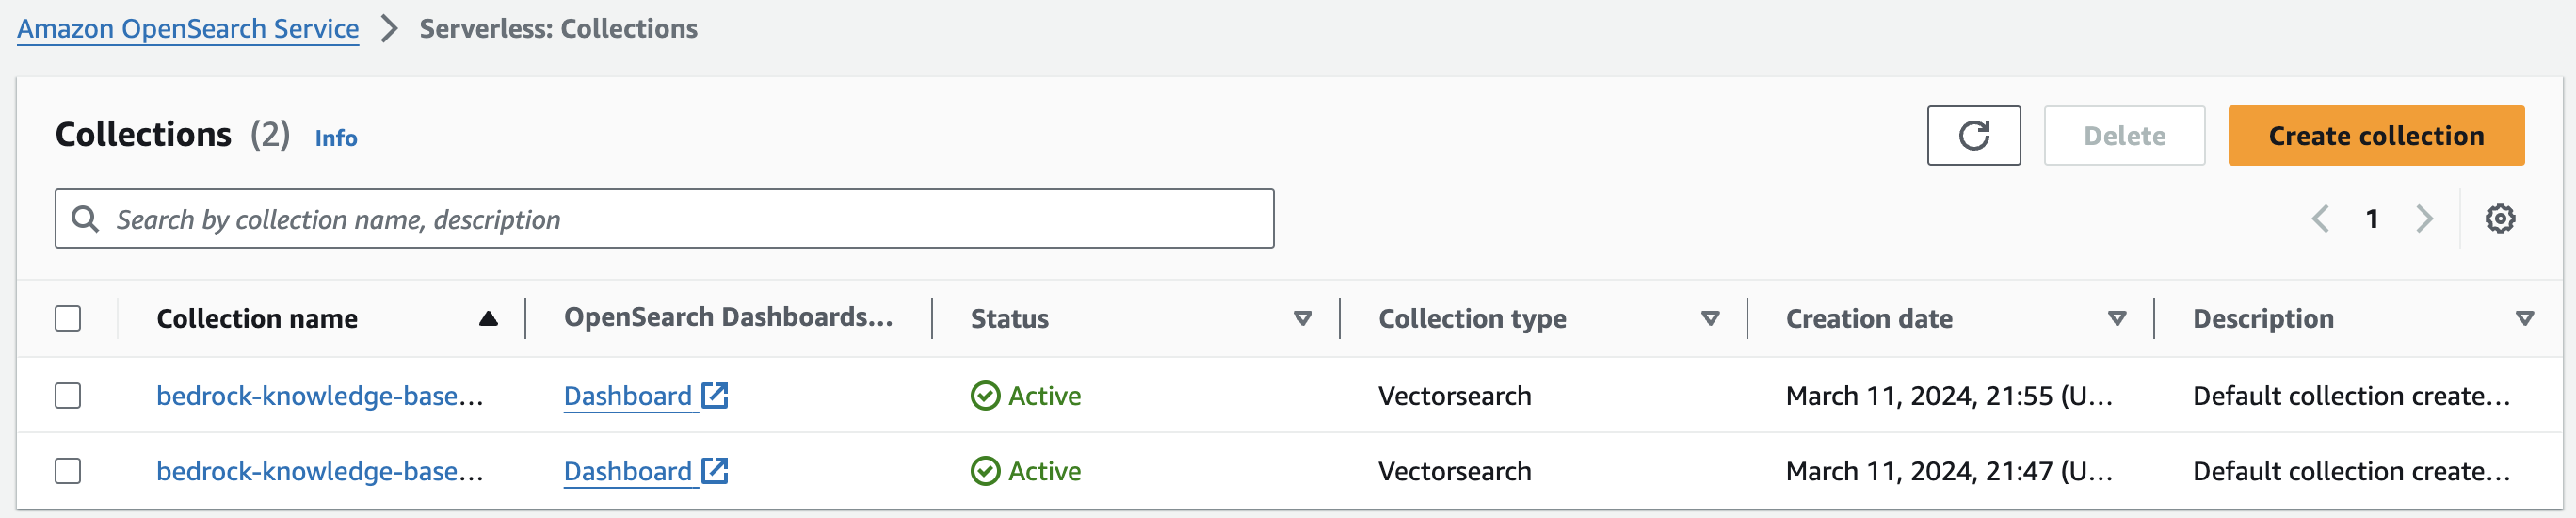 Amazon OpenSearch Service > Serverless: Collections
Collections (2) Info
Delete
Create collection
Search by collection name, description
1
Collection name OpenSearch Dashboards... Status Collection type Creation date Description
bedrock-knowledge-base... Dashboard Active Vectorsearch March 11, 2024, 21:55 (U... Default collection create...
bedrock-knowledge-base... Dashboard Active Vectorsearch March 11, 2024, 21:47 (U... Default collection create...